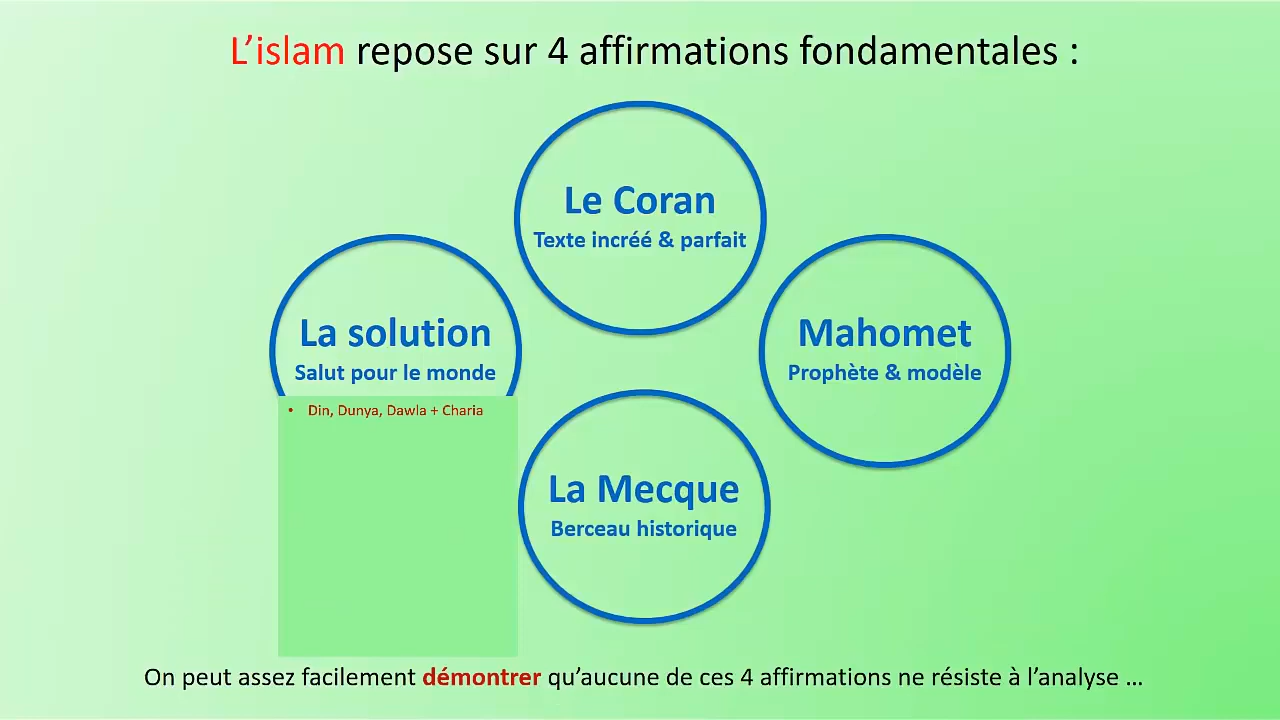 L’islam repose sur 4 affirmations fondamentales :
Le Coran
Texte incréé & parfait
La solution
Salut pour le monde
• Din, Dunya, Dawla + Charia
Mahomet
Prophète & modèle
La Mecque
Berceau historique
On peut assez facilement démontrer qu’aucune de ces 4 affirmations ne résiste à l’analyse ...